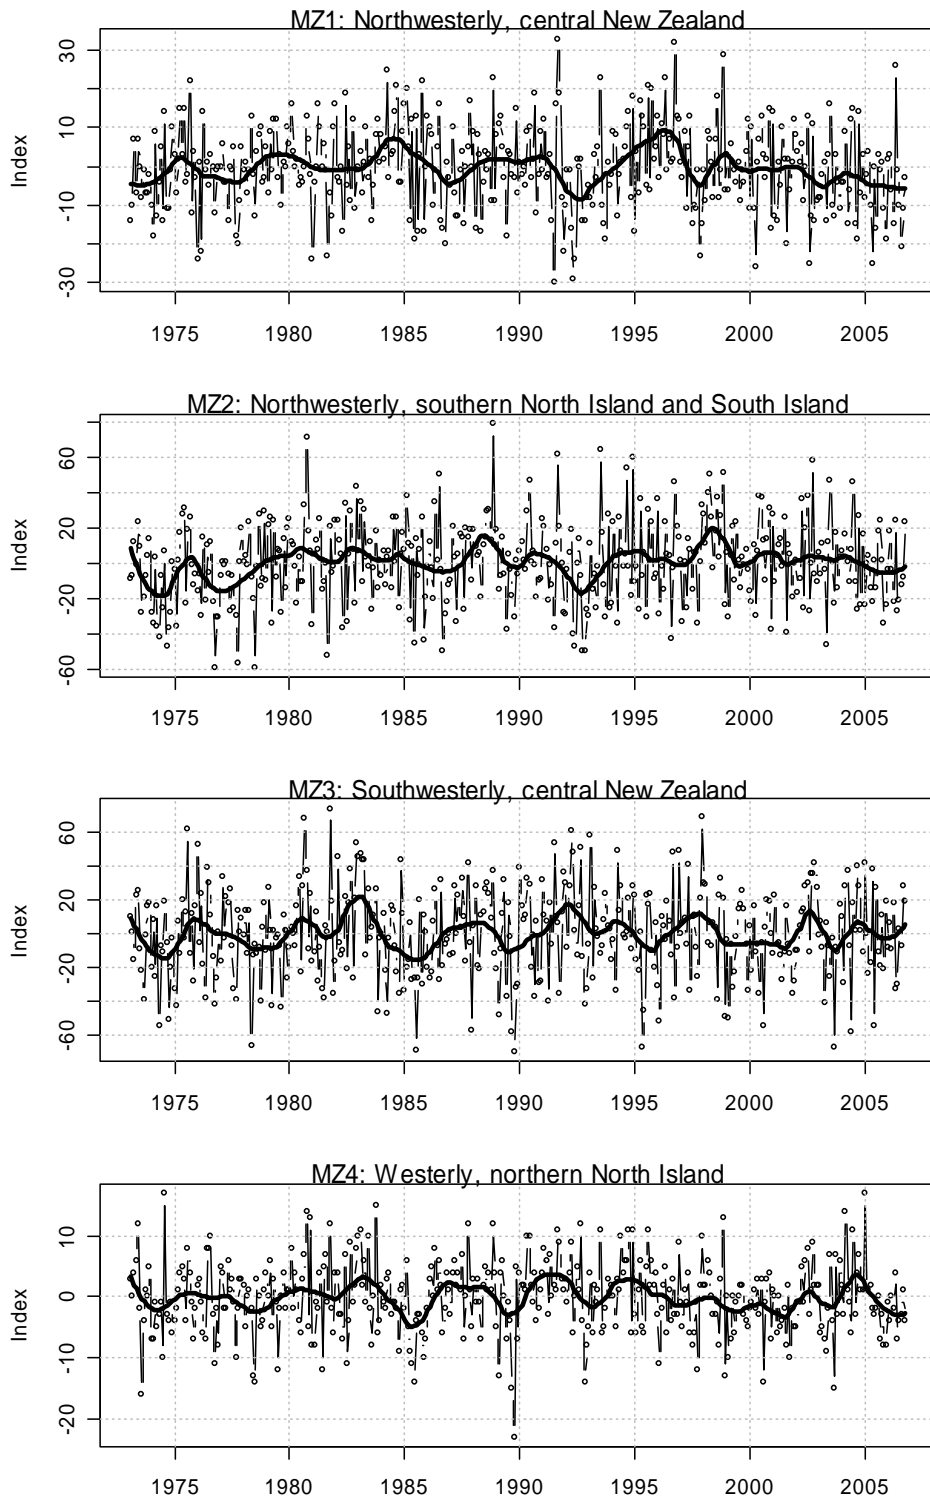 MZ1: Northwesterly, central New Zealand
Index
30
10
-10
-30
1975 1980 1985 1990 1995 2000 2005
MZ2: Northwesterly, southern North Island and South Island
Index
60
20
-20
-60
1975 1980 1985 1990 1995 2000 2005
MZ3: Southwesterly, central New Zealand
Index
60
20
-20
-60
1975 1980 1985 1990 1995 2000 2005
MZ4: Westerly, northern North Island
Index
10
0
-10
-20
1975 1980 1985 1990 1995 2000 2005